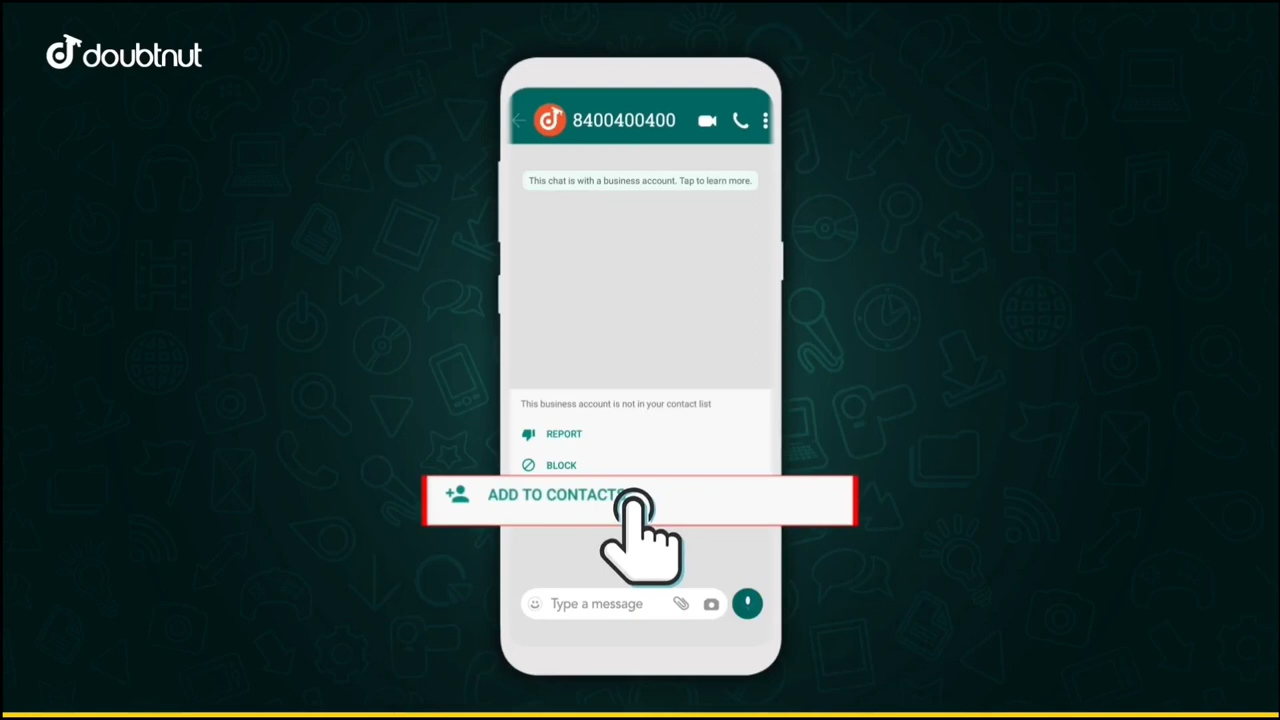 doubtnut
8400400400
This chat is with a business account. Tap to learn more.
This business account is not in your contact list
REPORT
BLOCK
ADD TO CONTACTS
Type a message